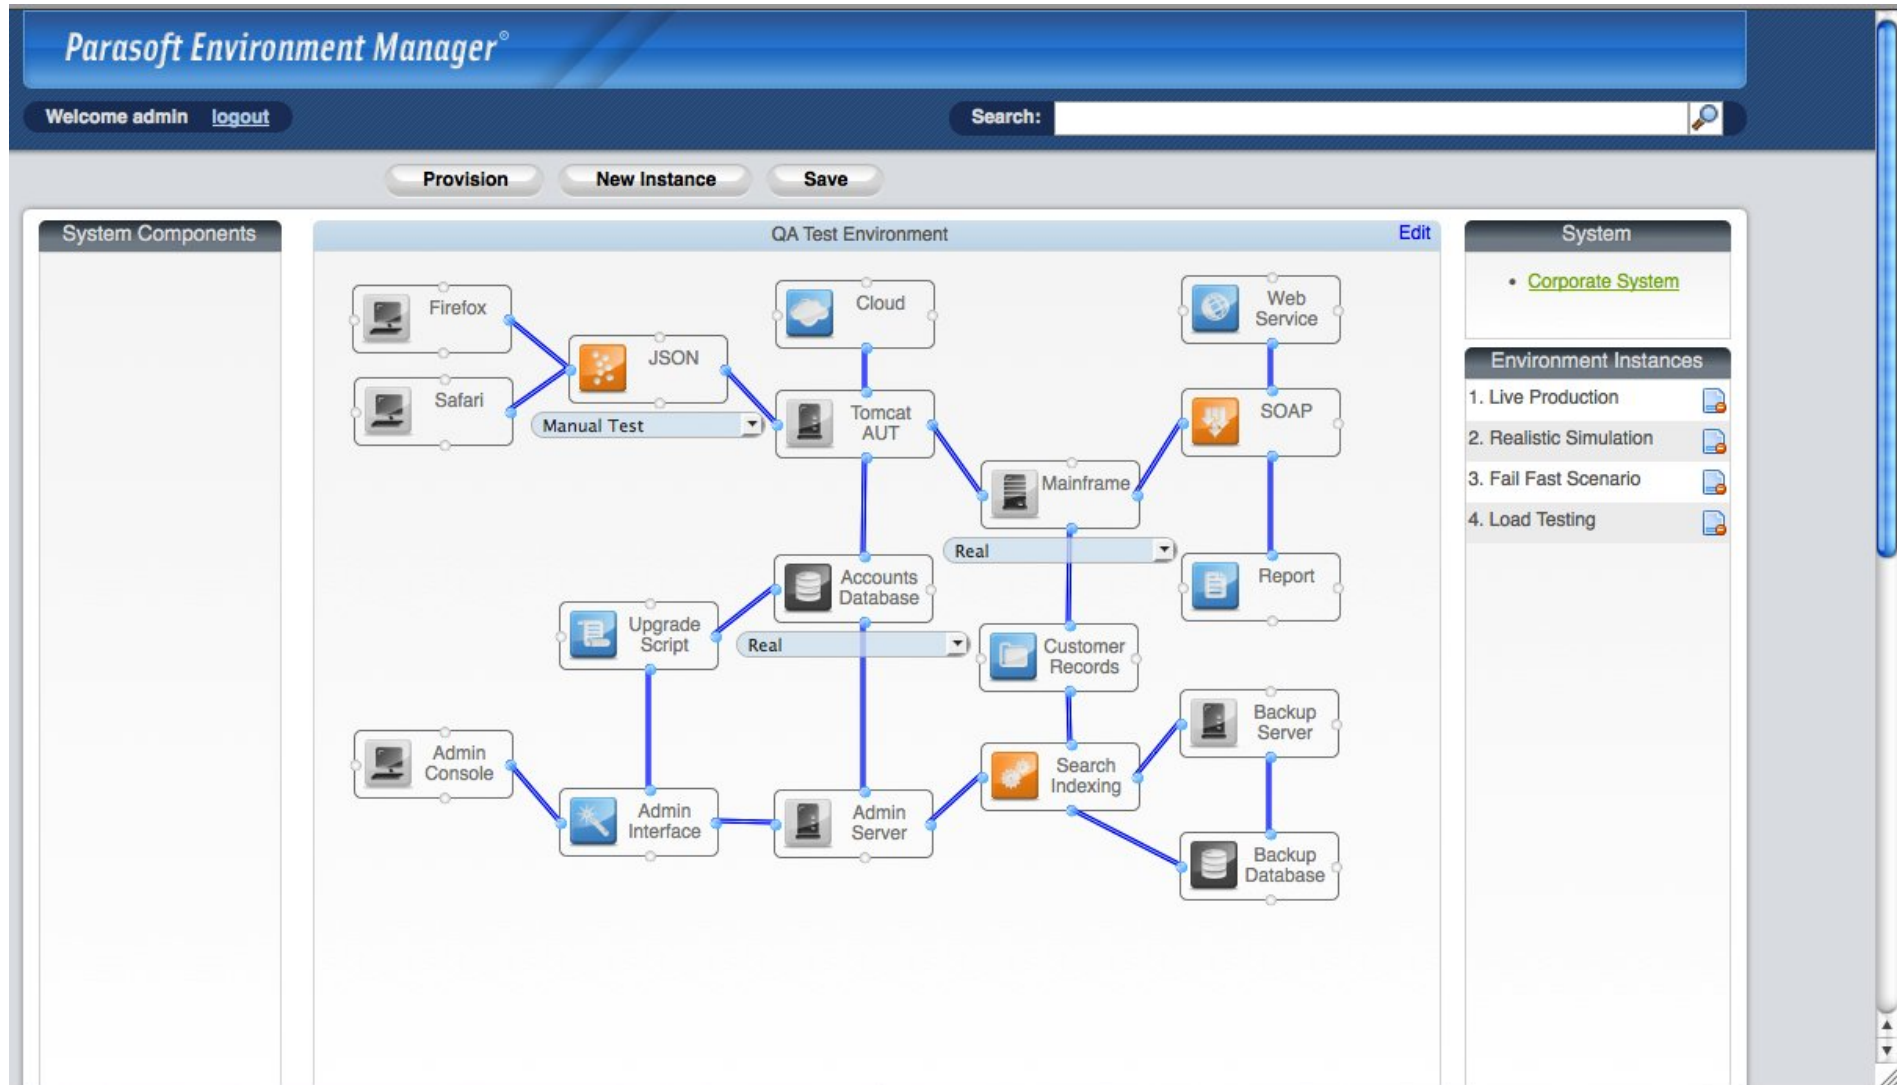 Parasoft Environment Manager®
Welcome admin logout
Search:
Provision
New Instance
Save
System Components
QA Test Environment
Edit
System
Corporate System
Environment Instances
1. Live Production
2. Realistic Simulation
3. Fail Fast Scenario
4. Load Testing
Firefox
Safari
JSON
Manual Test
Cloud
Tomcat
AUT
Web
Service
SOAP
Mainframe
Real
Report
Accounts
Database
Real
Upgrade
Script
Customer
Records
Backup
Server
Admin
Console
Search
Indexing
Admin
Interface
Admin
Server
Backup
Database